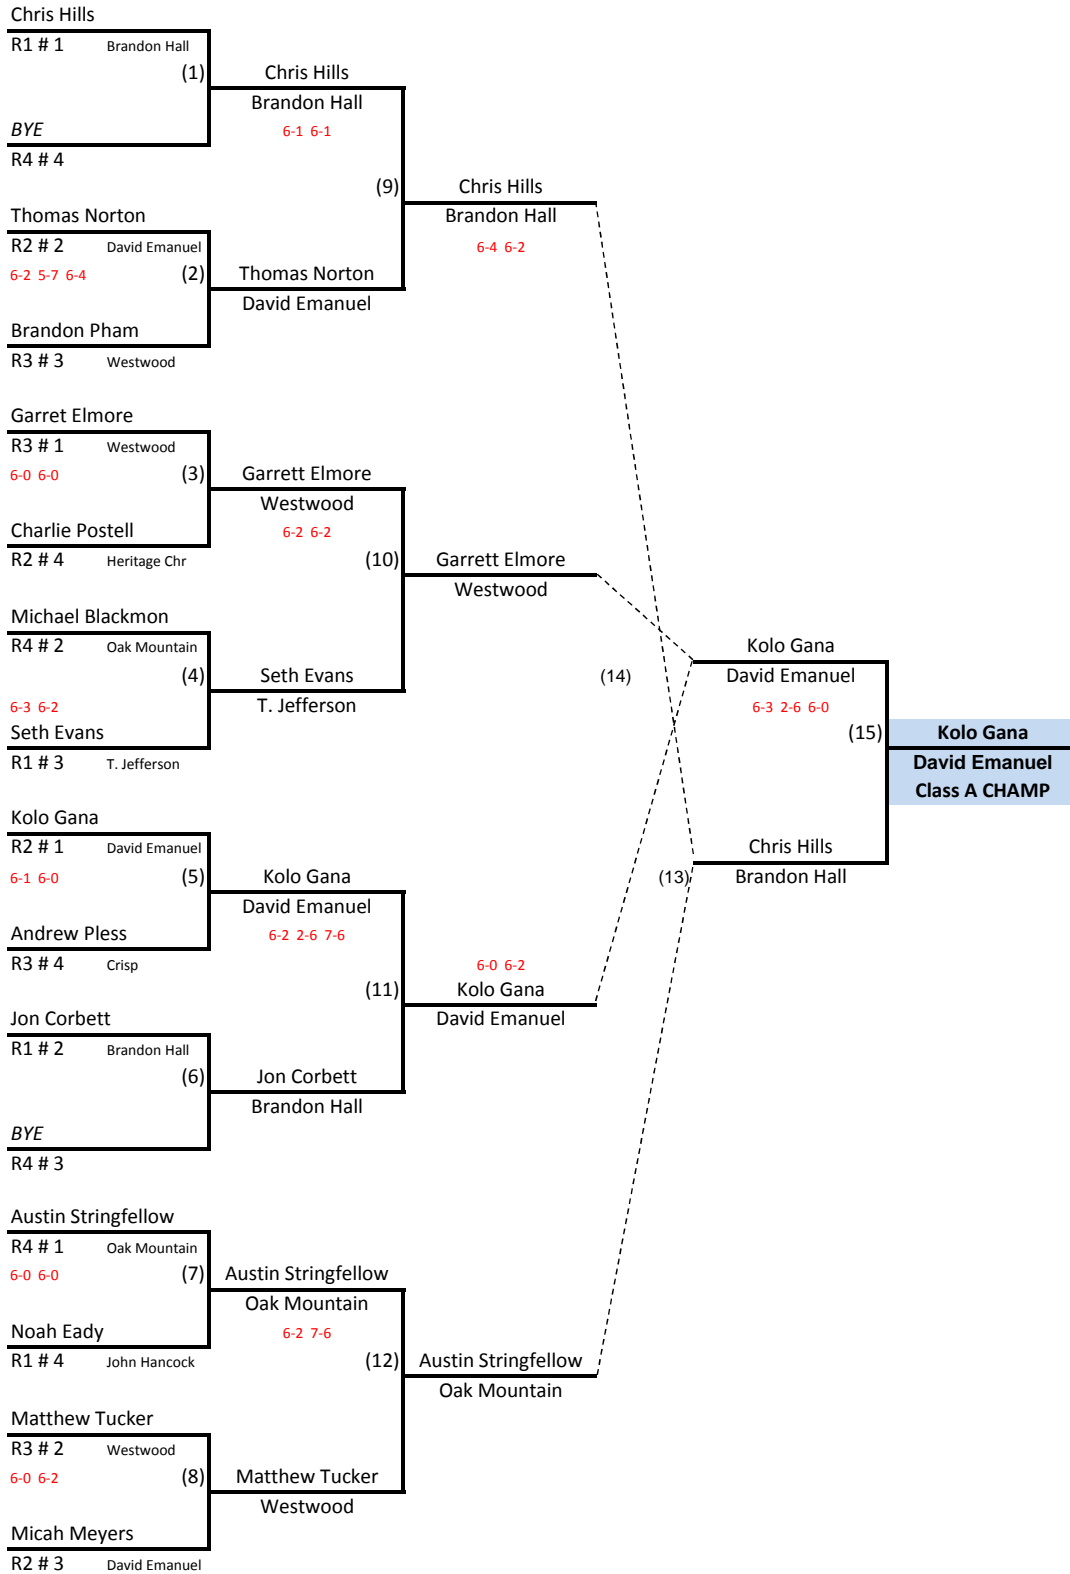 Chris Hills
R1 # 1 Brandon Hall
(1)
BYE
R4 # 4
Chris Hills
Brandon Hall
6-1 6-1
(9)
Thomas Norton
R2 # 2 David Emanuel
6-2 5-7 6-4 (2)
Brandon Pham
R3 # 3 Westwood
Thomas Norton
David Emanuel
Chris Hills
Brandon Hall
6-4 6-2
Garret Elmore
R3 # 1 Westwood
6-0 6-0 (3)
Charlie Postell
R2 # 4 Heritage Chr
Garrett Elmore
Westwood
6-2 6-2
(10)
Michael Blackmon
R4 # 2 Oak Mountain
(4)
6-3 6-2
Seth Evans
R1 # 3 T. Jefferson
Seth Evans
T. Jefferson
Garrett Elmore
Westwood
(14)
Kolo Gana
R2 # 1 David Emanuel
6-1 6-0 (5)
Andrew Pless
R3 # 4 Crisp
Kolo Gana
David Emanuel
6-2 2-6 7-6
(11)
Jon Corbett
R1 # 2 Brandon Hall
(6)
BYE
R4 # 3
Jon Corbett
Brandon Hall
6-0 6-2
Kolo Gana
David Emanuel
Austin Stringfellow
R4 # 1 Oak Mountain
6-0 6-0 (7)
Noah Eady
R1 # 4 John Hancock
Austin Stringfellow
Oak Mountain
6-2 7-6
(12)
Matthew Tucker
R3 # 2 Westwood
6-0 6-2 (8)
Micah Meyers
R2 # 3 David Emanuel
Matthew Tucker
Westwood
Austin Stringfellow
Oak Mountain
Kolo Gana
David Emanuel
6-3 2-6 6-0
(15)
Chris Hills
(13) Brandon Hall
Kolo Gana
David Emanuel
Class A CHAMP